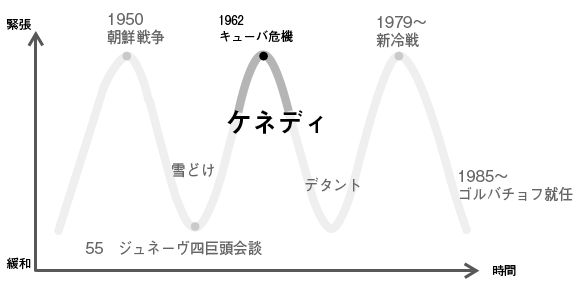 緊張
1950
朝鮮戦争
1962
キューバ危機
1979～
新冷戦
ケネディ
雪どけ
デタント
1985～
ゴルバチョフ就任
55 ジュネーヴ四巨頭会談
緩和
時間